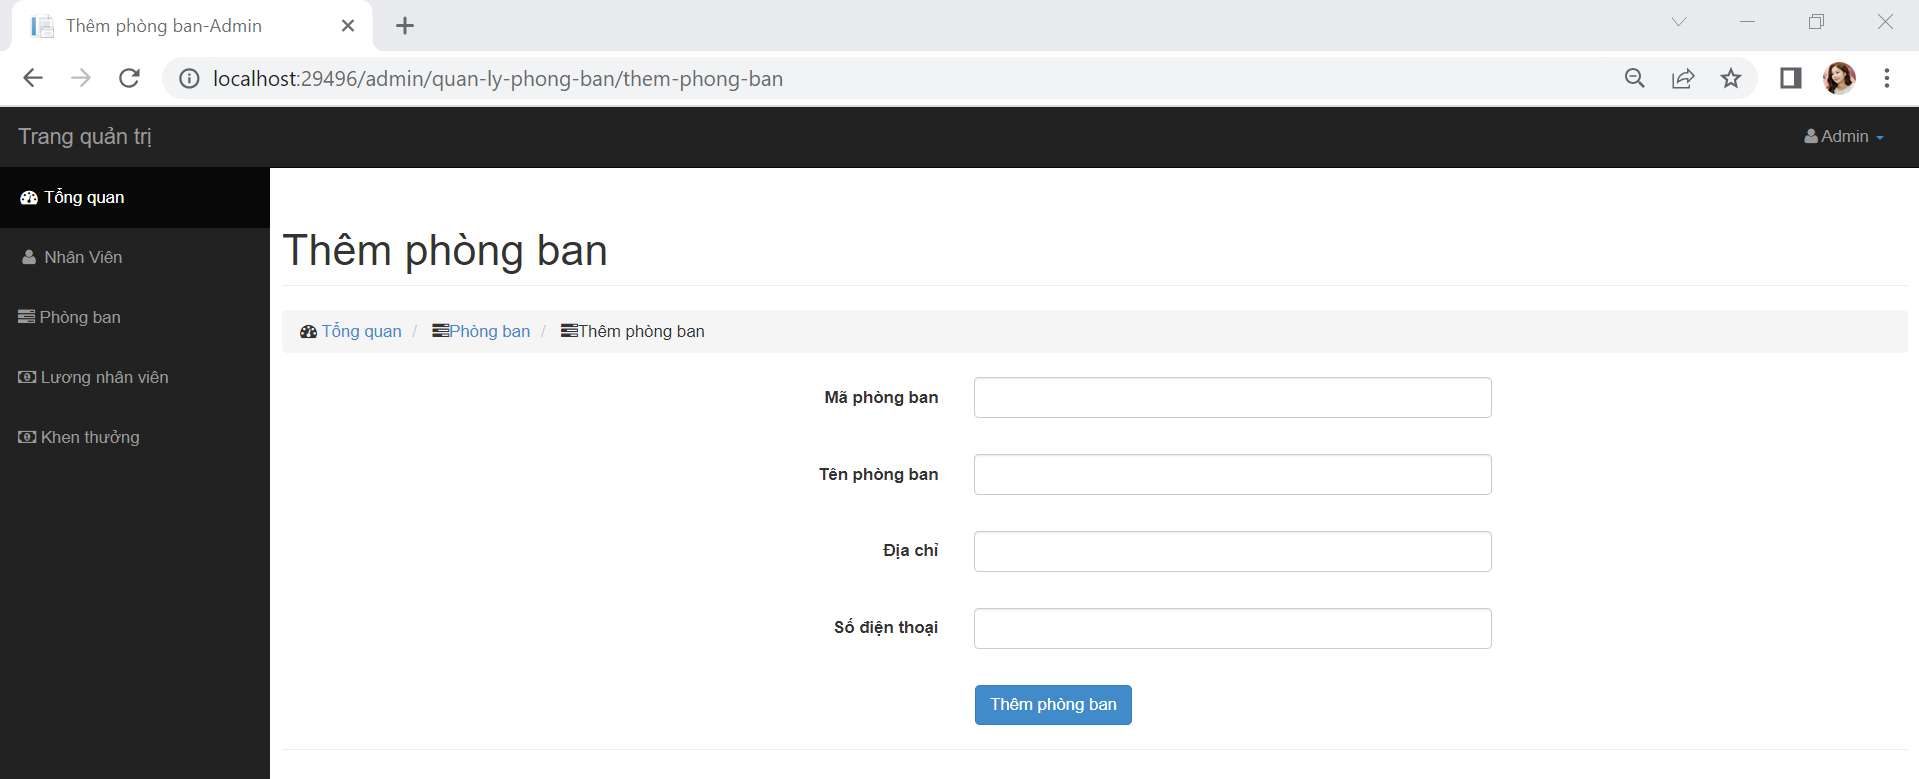 Thêm phòng ban-Admin
localhost:29496/admin/quan-ly-phong-ban/them-phong-ban
Trang quản trị
Admin
Tổng quan
Nhân Viên
Phòng ban
Lương nhân viên
Khen thưởng
Thêm phòng ban
Tổng quan / Phòng ban / Thêm phòng ban
Mã phòng ban
Tên phòng ban
Địa chỉ
Số điện thoại
Thêm phòng ban